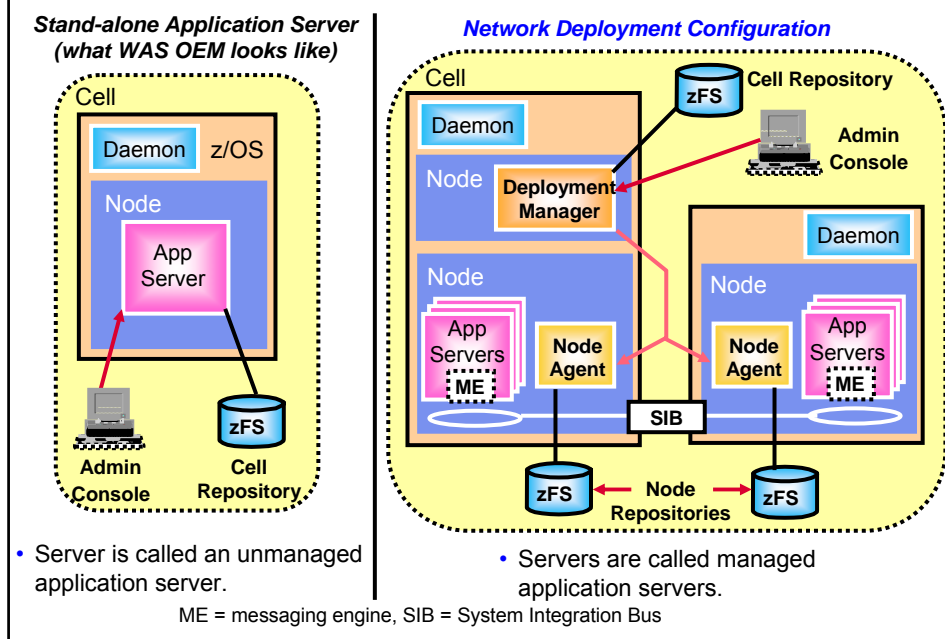 Stand-alone Application Server
(what WAS OEM looks like)
Cell
Daemon
z/OS
Node
App
Server
zFS
Admin
Console
Cell
Repository
• Server is called an unmanaged
application server.
Network Deployment Configuration
Cell
Daemon
Node
Deployment
Manager
zFS
Cell Repository
Admin
Console
Node
App
Servers
ME
Node
Agent
Daemon
Node
Node
Agent
App
Servers
ME
SIB
zFS
Node
Repositories
zFS
• Servers are called managed
application servers.
ME = messaging engine, SIB = System Integration Bus